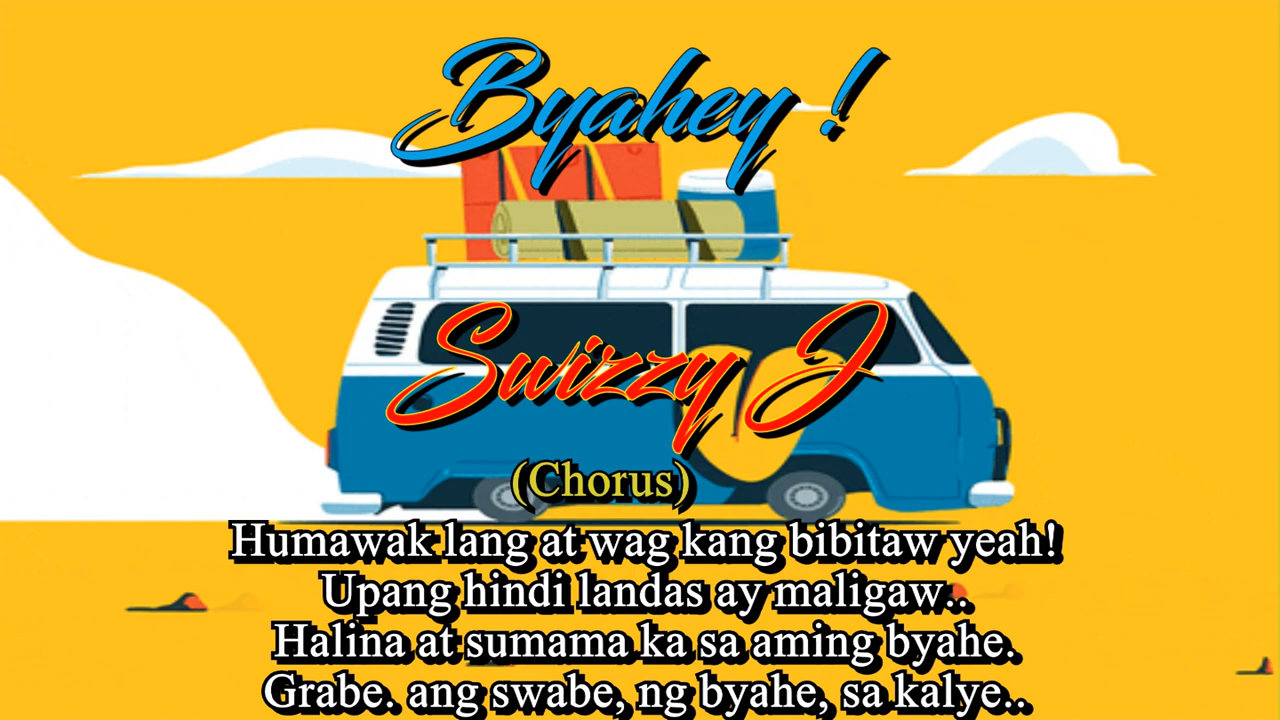 Byahey !
Swizzy J
(Chorus)
Humawak lang at wag kang bibitaw yeah!
Upang hindi landas ay maligaw..
Halina at sumama ka sa aming byahe.
Grabe. ang swabe, ng byahe, sa kalye..